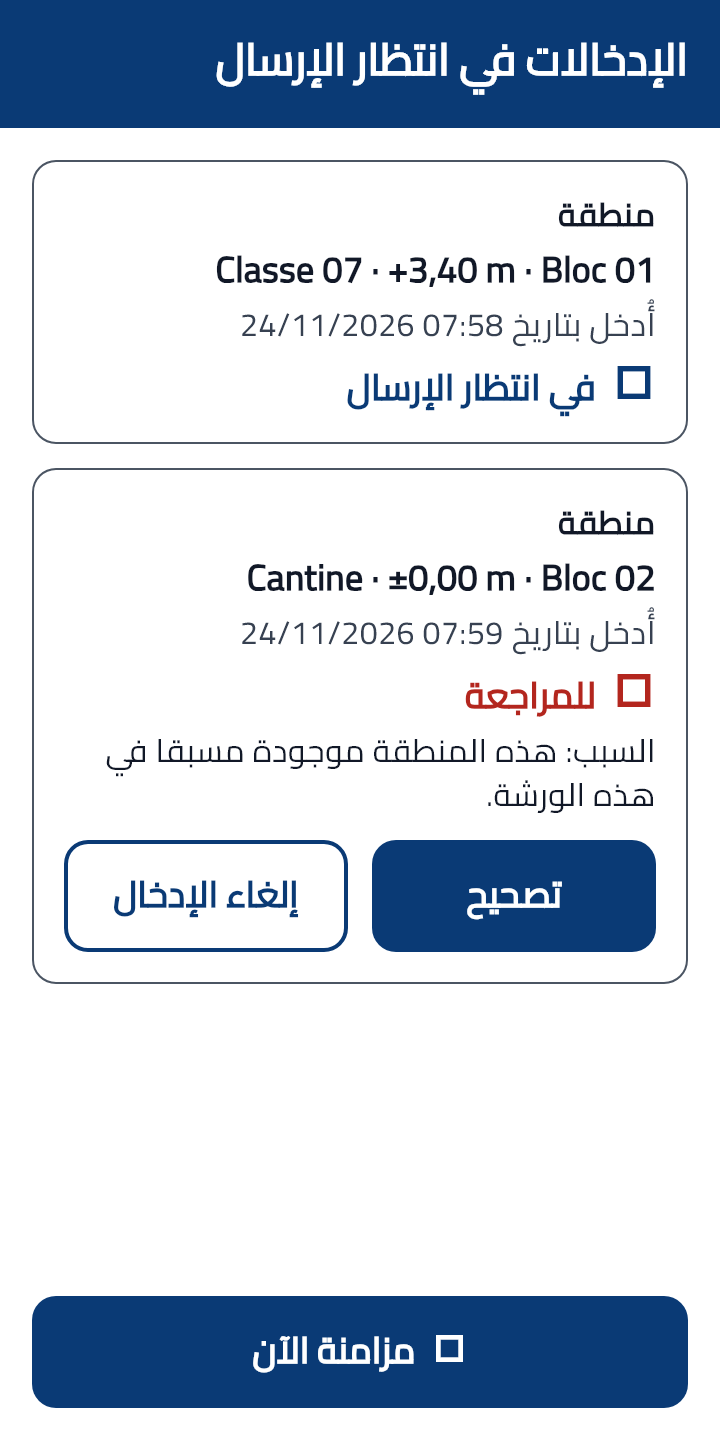 الإدخالات في انتظار الإرسال
منطقة
Classe 07 · +3,40 m · Bloc 01
أُدخل بتاريخ 24/11/2026 07:58
في انتظار الإرسال
منطقة
Cantine · ±0,00 m · Bloc 02
أُدخل بتاريخ 24/11/2026 07:59
للمراجعة
السبب: هذه المنطقة موجودة مسبقا في
هذه الورشة.
تصحيح
إلغاء الإدخال
مزامنة الآن